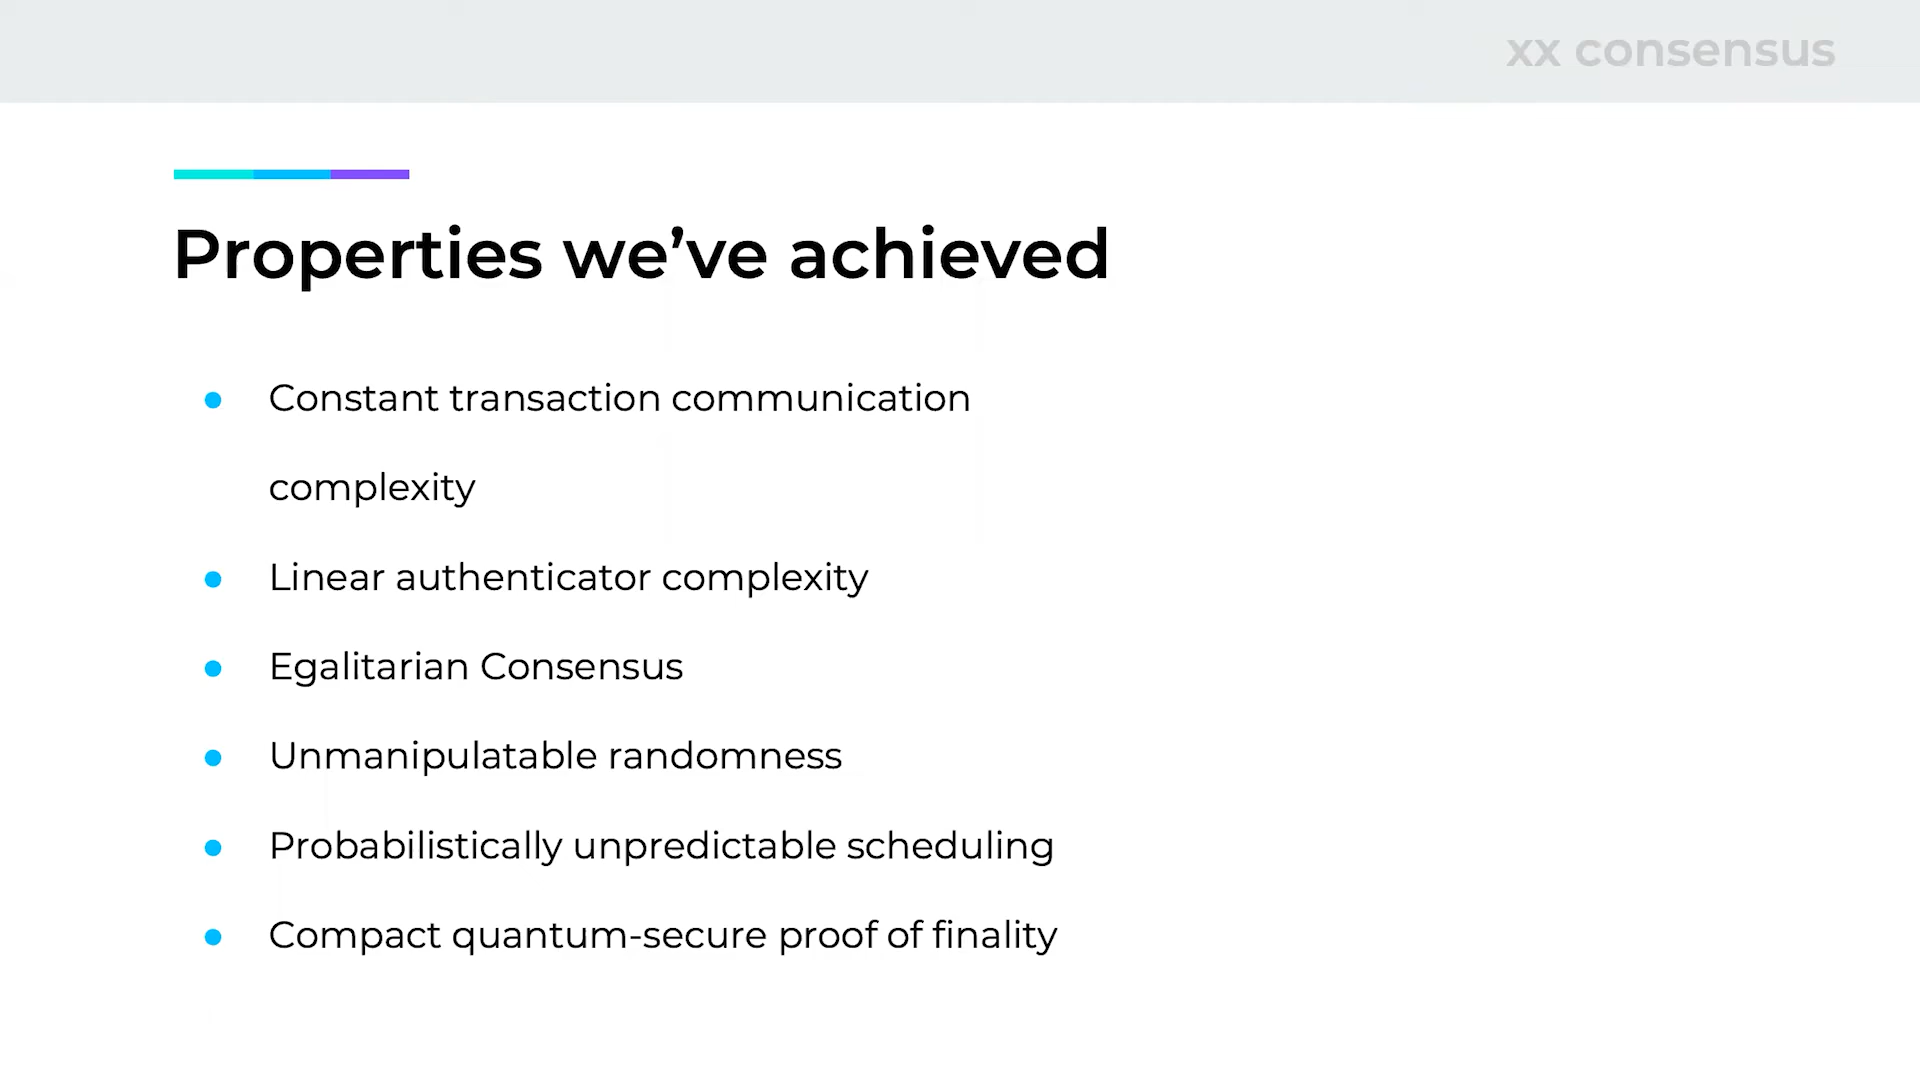 xx consensus
Properties we’ve achieved
● Constant transaction communication
complexity
● Linear authenticator complexity
● Egalitarian Consensus
● Unmanipulatable randomness
● Probabilistically unpredictable scheduling
● Compact quantum-secure proof of finality